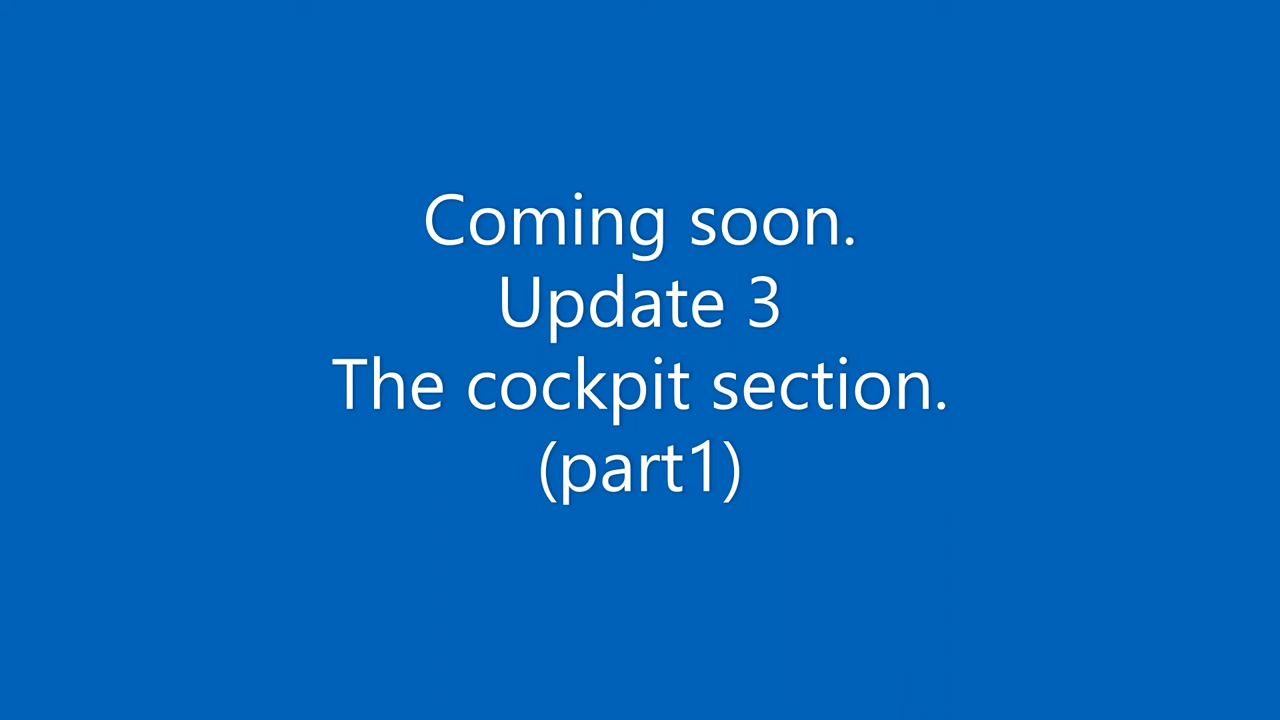 Coming soon.
Update 3
The cockpit section.
(part1)